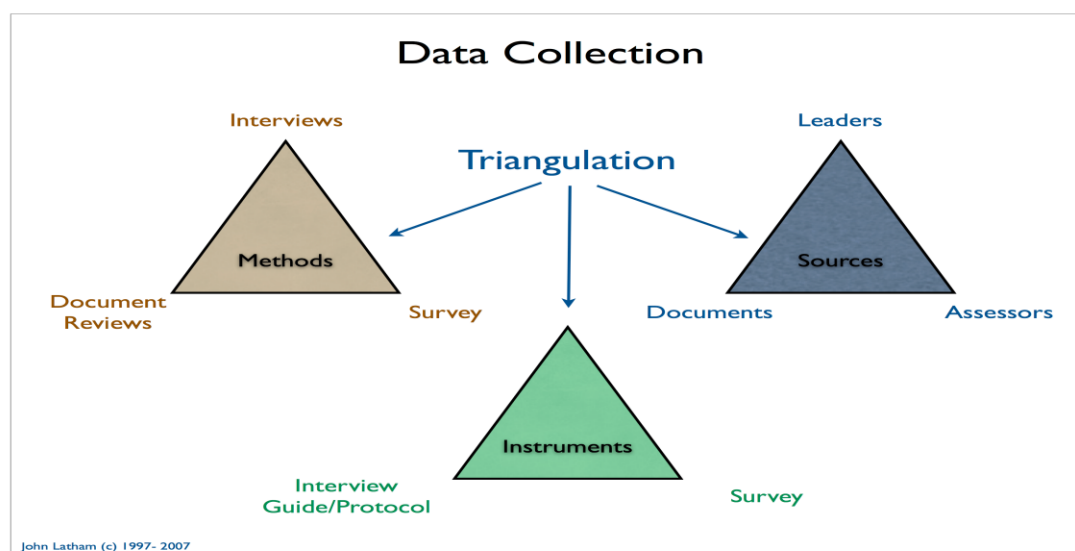 Data Collection
Interviews
Leaders
Triangulation
Methods
Sources
Document
Reviews
Survey
Documents
Assessors
Instruments
Interview
Guide/Protocol
Survey
John Latham (c) 1997- 2007